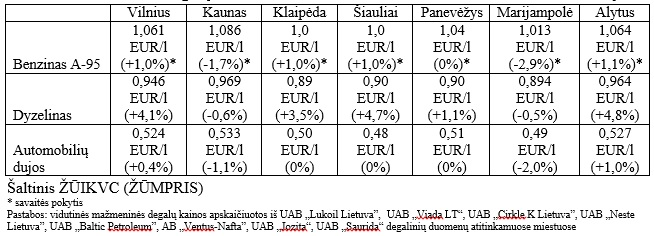 Vilnius Kaunas Klaipėda Šiauliai Panevėžys Marijampolė Alytus
1,061 1,086 1,0 1,0 1,04 1,013 1,064
EUR/l EUR/l EUR/l EUR/l EUR/l EUR/l EUR/l
Benzinas A-95 (+1,0%)* (-1,7%)* (+1,0%)* (+1,0%)* (0%)* (-2,9%)* (+1,1%)*
0,946 0,969 0,89 0,90 0,90 0,894 0,964
EUR/l EUR/l EUR/l EUR/l EUR/l EUR/l EUR/l
Dyzelinas (+4,1%) (-0,6%) (+3,5%) (+4,7%) (+1,1%) (-0,5%) (+4,8%)
0,524 0,533 0,50 0,48 0,51 0,49 0,527
Automobilių EUR/l EUR/l EUR/l EUR/l EUR/l EUR/l EUR/l
dujos (+0,4%) (-1,1%) (0%) (0%) (0%) (-2,0%) (+1,0%)
Šaltinis ŽŪIKVC (ŽŪMPRIS)
* savaitės pokytis
Pastabos: vidutinės mažmeninės degalų kainos apskaičiuotos iš UAB „Lukoil Lietuva”, UAB „Viada LT“, UAB „Cirkle K Lietuva”, UAB „Neste
Lietuva”, UAB „Baltic Petroleum”, AB „Ventus-Nafta”, UAB „Jozita”, UAB „Saurida” degalinių duomenų atitinkamuose miestuose